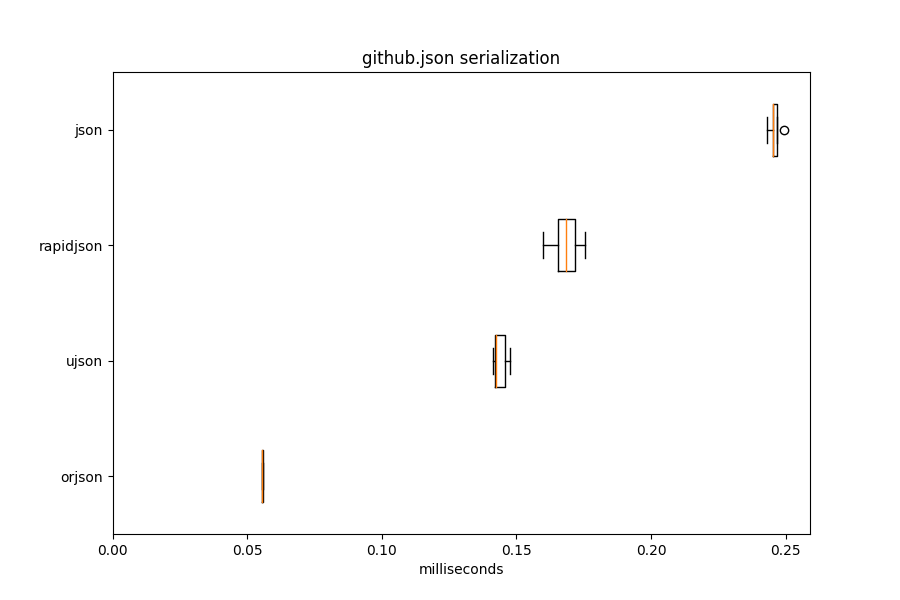 github.json serialization
json
rapidjson
ujson
orjson
0.00 0.05 0.10 0.15 0.20 0.25
milliseconds